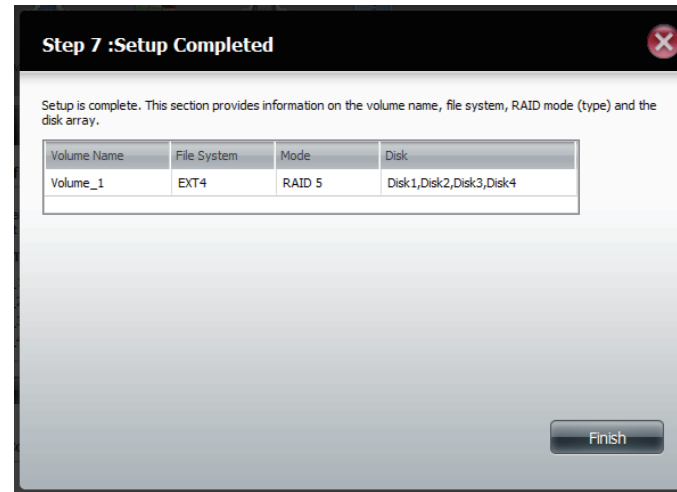 Step 7 :Setup Completed
Setup is complete. This section provides information on the volume name, file system, RAID mode (type) and the
disk array.
Volume Name File System Mode Disk
Volume_1 EXT4 RAID 5 Disk1,Disk2,Disk3,Disk4
Finish